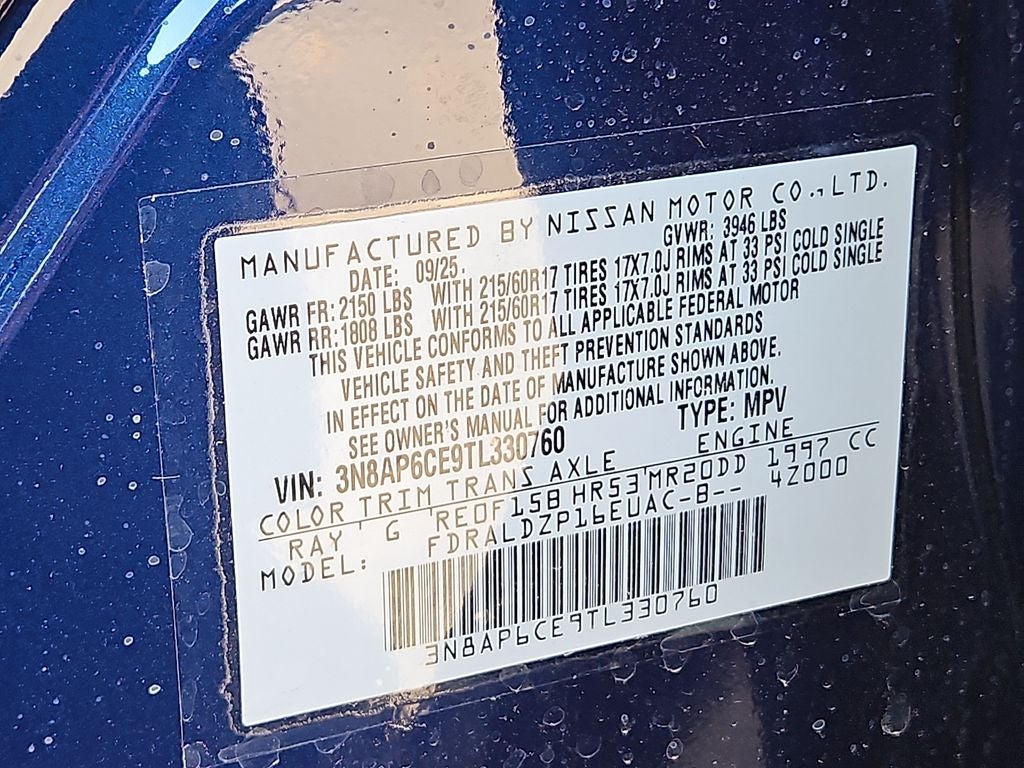 MANUFACTURED BY NISSAN MOTOR CO.,LTD.
DATE: 09/25. GVWR: 3946 LBS
GAWR FR: 2150 LBS WITH 215/60R17 TIRES 17X7.0J RIMS AT 33 PSI COLD SINGLE
GAWR RR: 1808 LBS WITH 215/60R17 TIRES 17X7.0J RIMS AT 33 PSI COLD SINGLE
THIS VEHICLE CONFORMS TO ALL APPLICABLE FEDERAL MOTOR
VEHICLE SAFETY AND THEFT PREVENTION STANDARDS
IN EFFECT ON THE DATE OF MANUFACTURE SHOWN ABOVE.
SEE OWNER'S MANUAL FOR ADDITIONAL INFORMATION.
VIN: 3N8AP6CE9TL330760 TYPE: MPV
COLOR TRIM TRANS AXLE ENGINE
RAY ' G 'RE0F15B HR53'MR20DD 1997 CC
MODEL: FDRALDZP16EUAC-B-- 4Z000
3N8AP6CE9TL330760